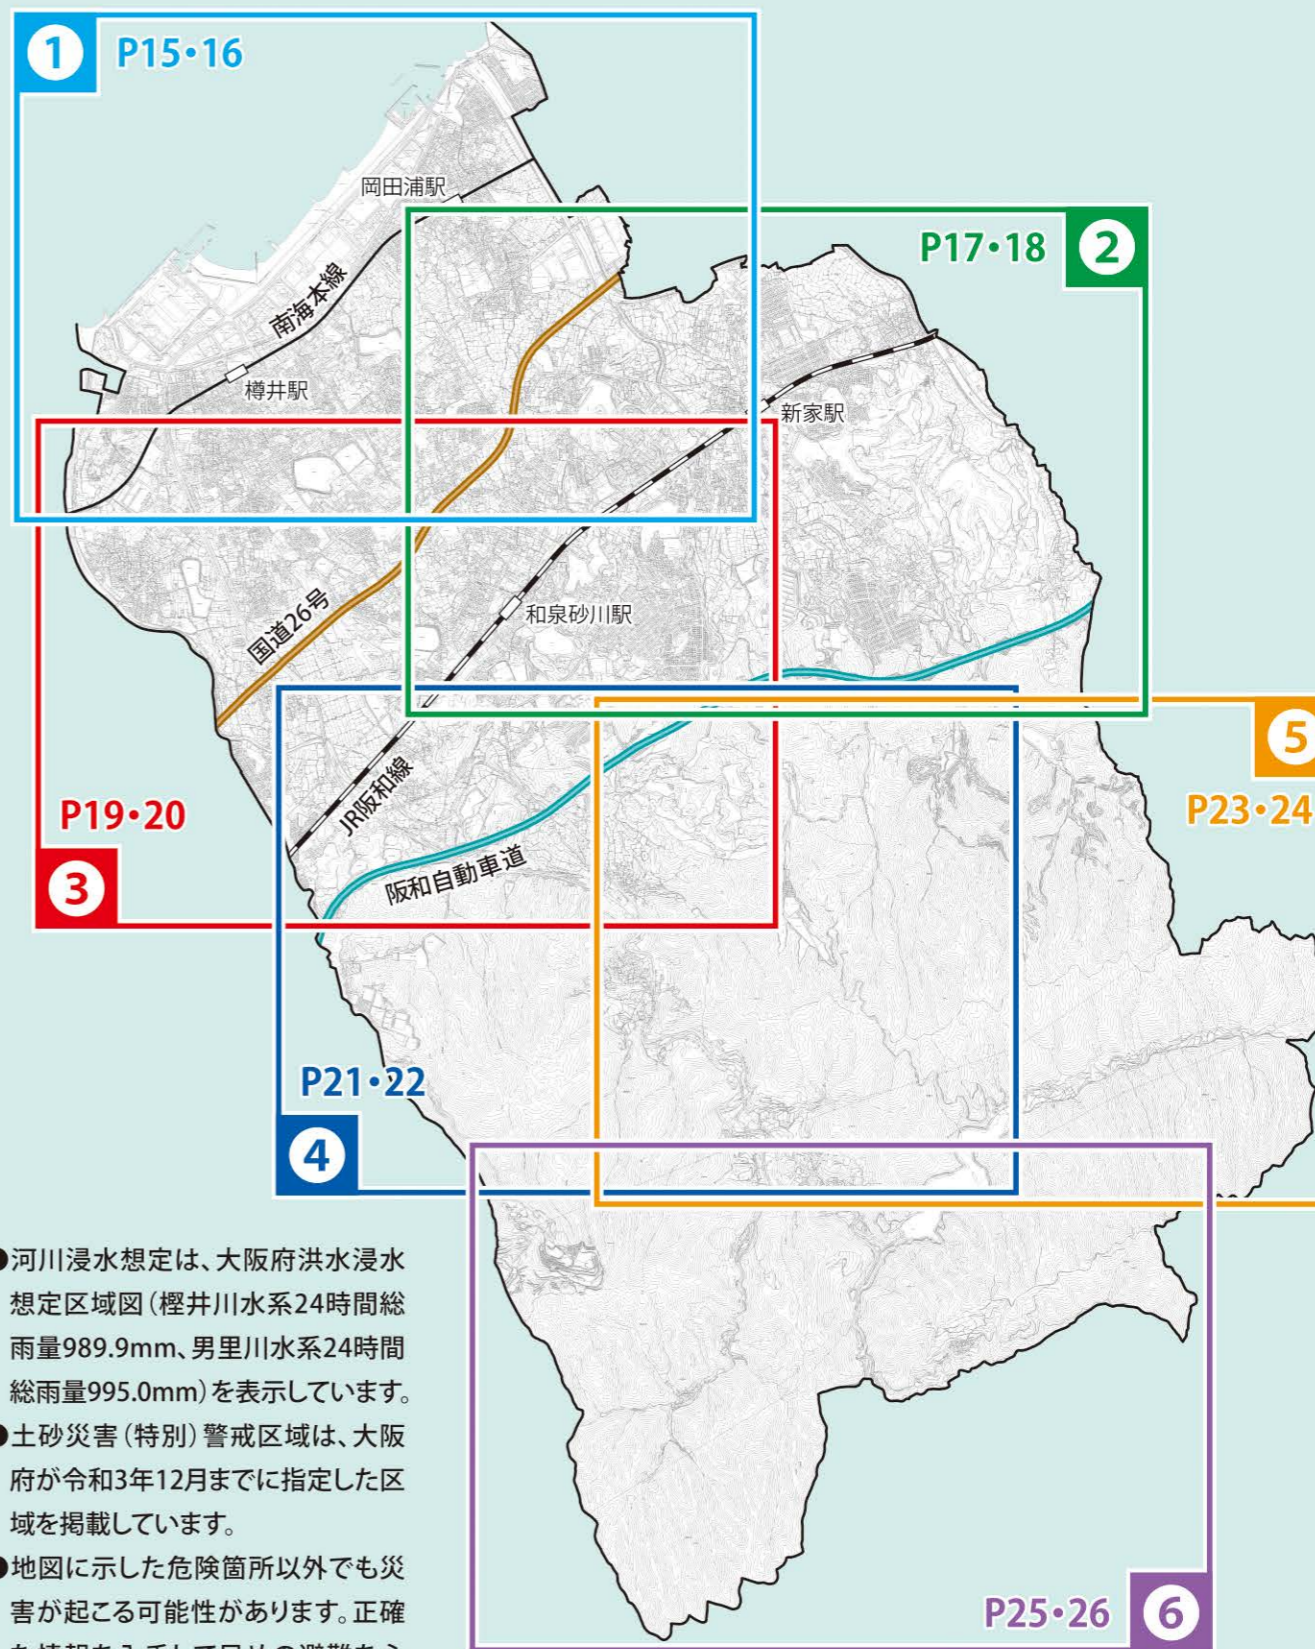 1
P15•16
岡田浦駅
P17•18
2
南海本線
樽井駅
新家駅
和泉砂川駅
国道26号
5
P23•24
JR阪和線
P19•20
阪和自動車道
3
P21•22
4
●河川浸水想定は、大阪府洪水浸水
想定区域図(樫井川水系24時間総
雨量989.9mm、男里川水系24時間
総雨量995.0mm)を表示しています。
●土砂災害(特別)警戒区域は、大阪
府が令和3年12月までに指定した区
域を掲載しています。
●地図に示した危険箇所以外でも災
害が起こる可能性があります。正確
P25•26
6